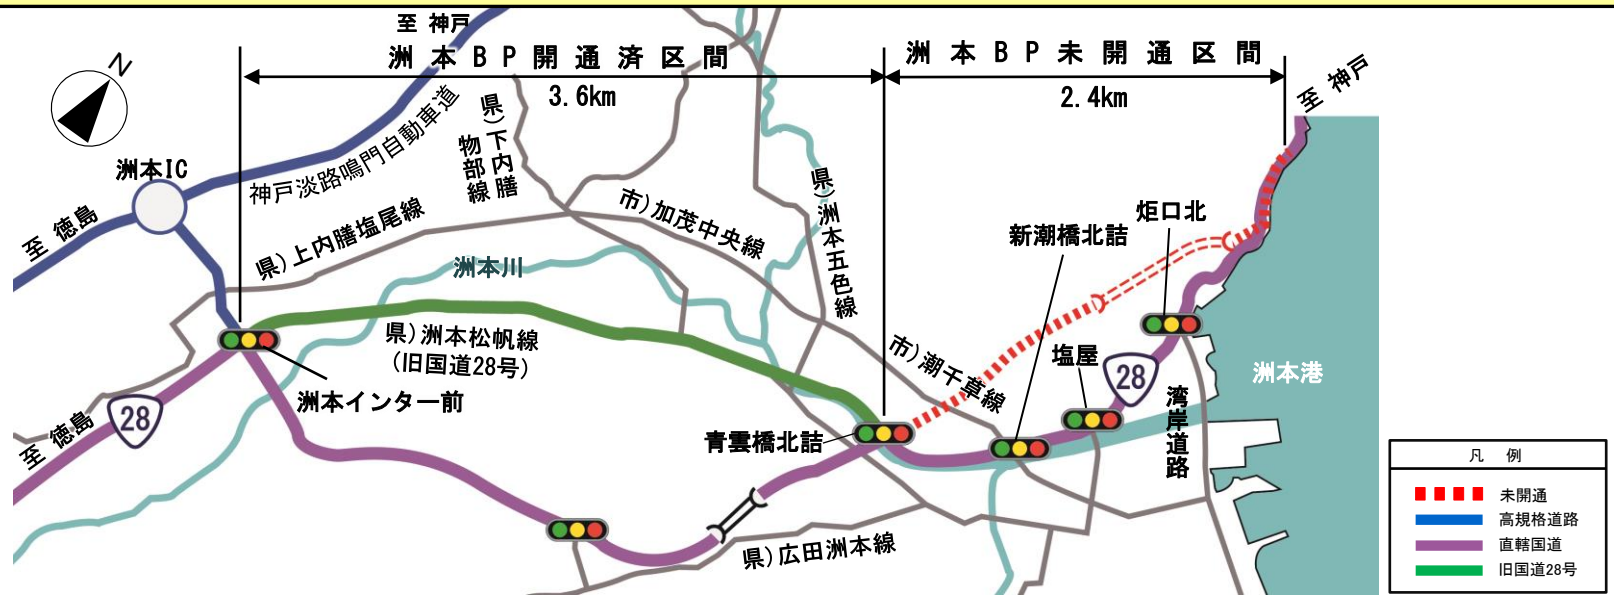 至 神戸
洲本BP開通済区間
3.6km
洲本BP未開通区間
2.4km
至 神戸
N
洲本IC
至 徳島
神戸淡路鳴門自動車道
県）下内膳
物部線
県）上内膳塩尾線
市）加茂中央線
県）洲本五色線
洲本川
新潮橋北詰
炬口北
県）洲本松帆線
（旧国道28号）
洲本インター前
28
至 徳島
市）潮千草線
塩屋
28
湾岸道路
洲本港
青雲橋北詰
県）広田洲本線
凡 例
未開通
高規格道路
直轄国道
旧国道28号